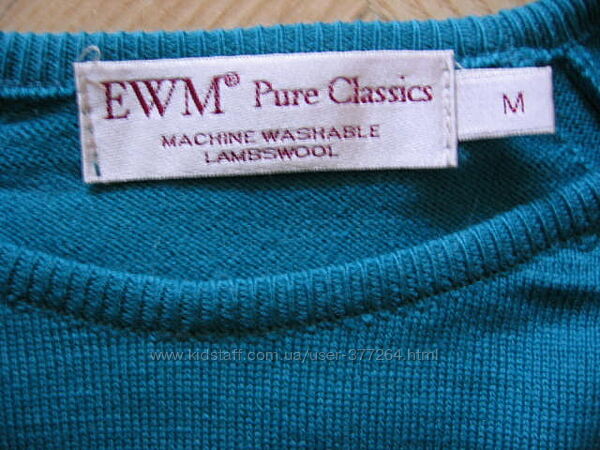 EWM® Pure Classics
MACHINE WASHABLE
LAMBSWOOL
M
www.kidstaff.com.ua/user-377264.html